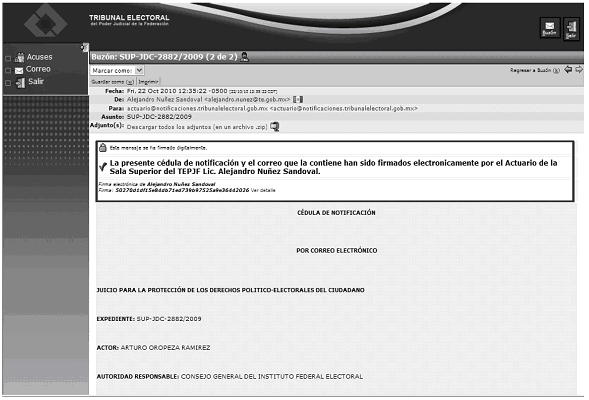 TRIBUNAL ELECTORAL
del Poder Judicial de la Federación
Buzón
Salir
Acuses
Correo
Salir
Buzón: SUP-JDC-2882/2009 (2 de 2)
Marcar como:
Regresar a Buzón
Guardar como | Imprimir
Fecha: Fri, 22 Oct 2010 12:35:22 -0500
De: Alejandro Nuñez Sandoval <alejandro.nunez@te.gob.mx>
Para: actuario@notificaciones.tribunalelectoral.gob.mx <actuario@notificaciones.tribunalelectoral.gob.mx>
Asunto: SUP-JDC-2882/2009
Adjunto(s): Descargar todos los adjuntos (en un archivo .zip)
Este mensaje se ha firmado digitalmente.
La presente cédula de notificación y el correo que la contiene han sido firmados electronicamente por el Actuario de la
Sala Superior del TEPJF Lic. Alejandro Nuñez Sandoval.
Firma electrónica de Alejandro Nuñez Sandoval
Firma: Ver detalle
CÉDULA DE NOTIFICACIÓN
POR CORREO ELECTRÓNICO
JUICIO PARA LA PROTECCIÓN DE LOS DERECHOS POLITICO-ELECTORALES DEL CIUDADANO
EXPEDIENTE: SUP-JDC-2882/2009
ACTOR: ARTURO OROPEZA RAMIREZ
AUTORIDAD RESPONSABLE: CONSEJO GENERAL DEL INSTITUTO FEDERAL ELECTORAL